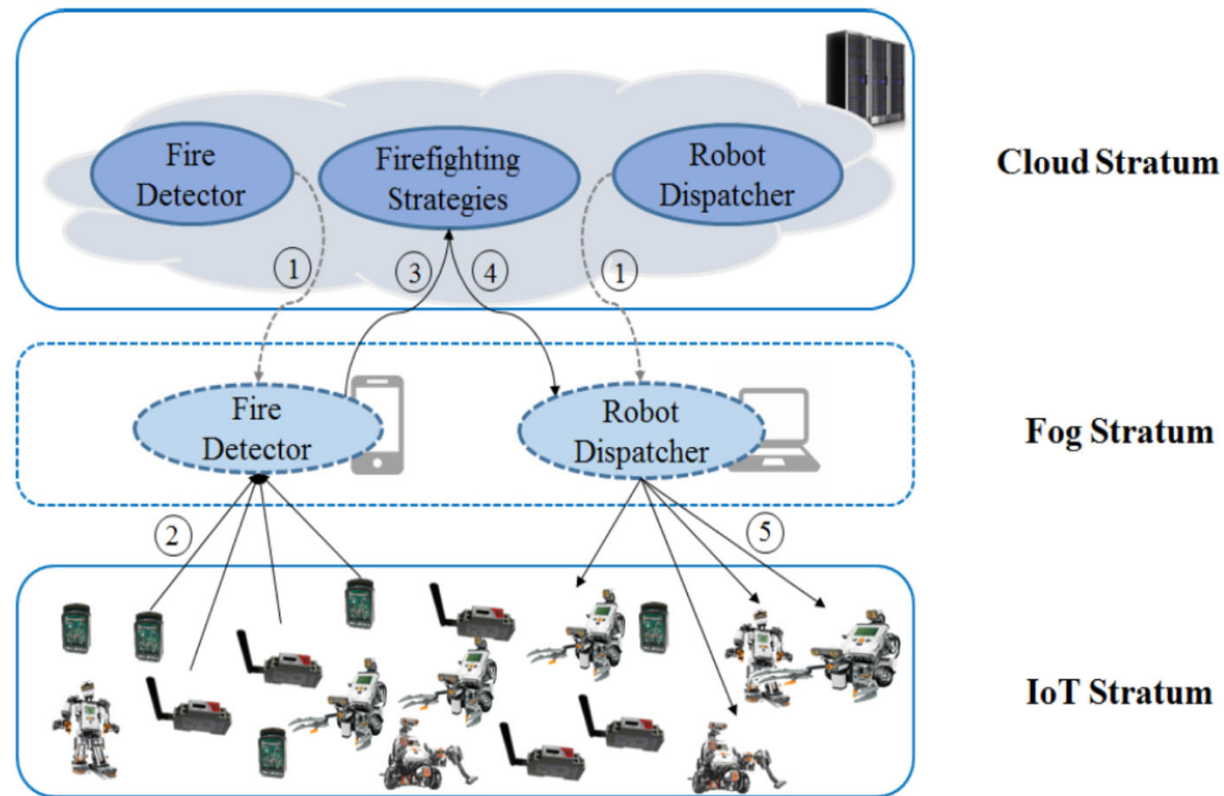 Fire
Detector
Firefighting
Strategies
Robot
Dispatcher
Cloud Stratum
1
3
4
1
Fire
Detector
Robot
Dispatcher
Fog Stratum
2
5
IoT Stratum